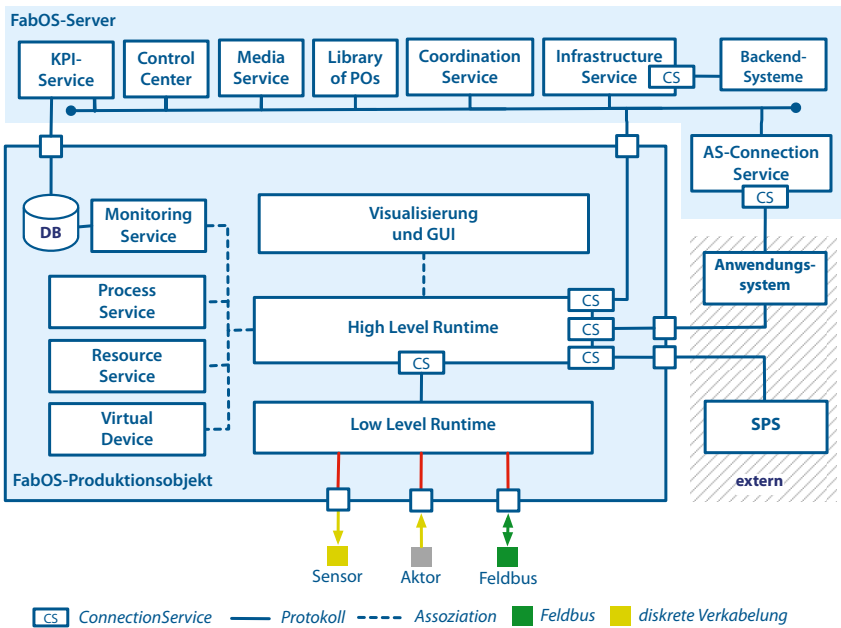 FabOS-Server
KPI-
Service
Control
Center
Media
Service
Library
of POs
Coordination
Service
Infrastructure
Service
CS
Backend-
Systeme
AS-Connection
Service
CS
DB
Monitoring
Service
Visualisierung
und GUI
Anwendungs-
system
Process
Service
High Level Runtime
CS
CS
CS
CS
Resource
Service
Virtual
Device
Low Level Runtime
SPS
FabOS-Produktionsobjekt
extern
Sensor
Aktor
Feldbus
CS ConnectionService Protokoll Assoziation Feldbus diskrete Verkabelung